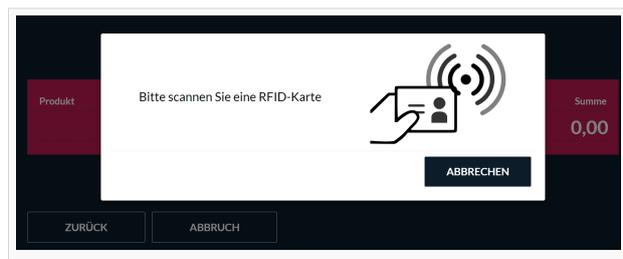 Bitte scannen Sie eine RFID-Karte
Produkt
Summe
0,00
ABBRECHEN
ZURÜCK
ABBRUCH